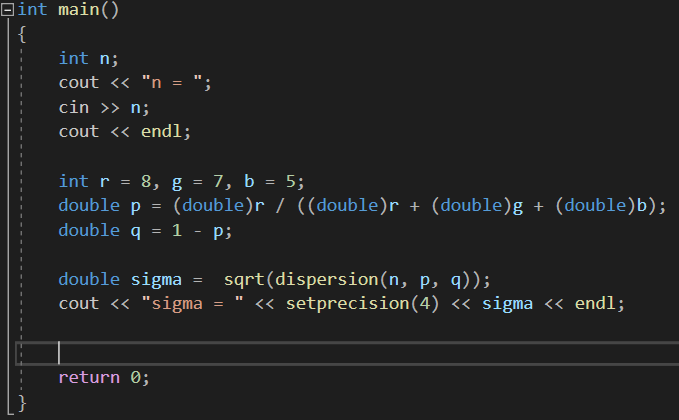 int main()
{
int n;
cout << "n = ";
cin >> n;
cout << endl;
int r = 8, g = 7, b = 5;
double p = (double)r / ((double)r + (double)g + (double)b);
double q = 1 - p;
double sigma =  sqrt(dispersion(n, p, q));
cout << "sigma = " << setprecision(4) << sigma << endl;
return 0;
}